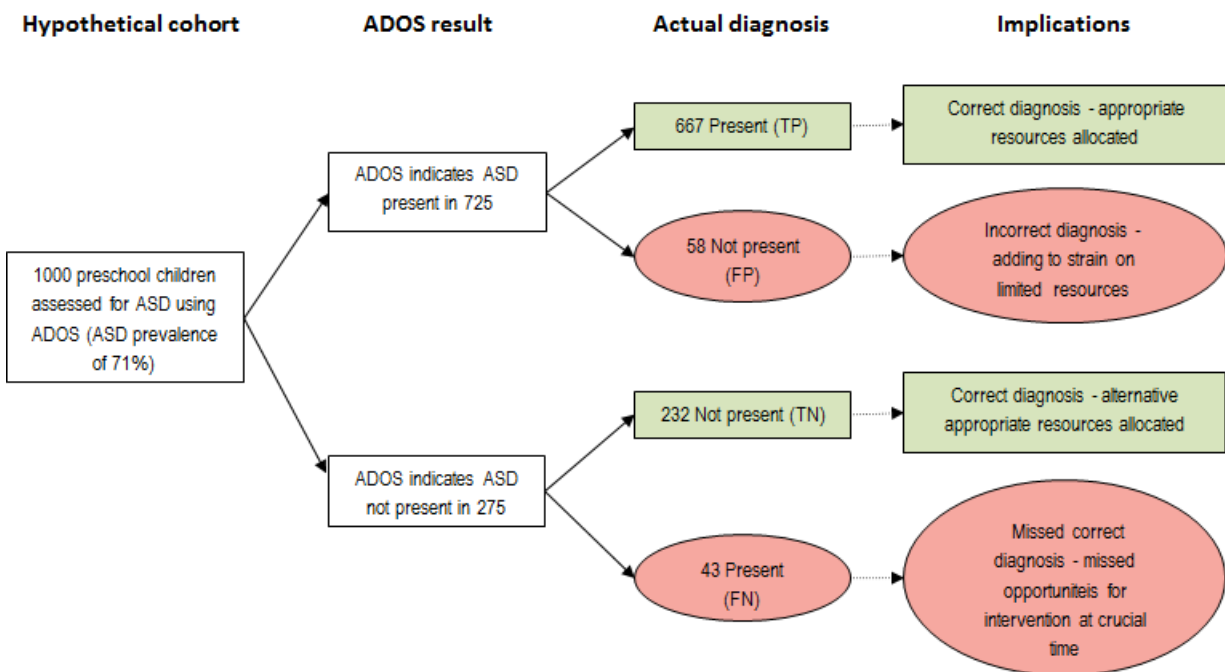 Hypothetical cohort
ADOS result
Actual diagnosis
Implications
1000 preschool children
assessed for ASD using
ADOS (ASD prevalence
of 71%)
ADOS indicates ASD
present in 725
667 Present (TP)
Correct diagnosis - appropriate
resources allocated
58 Not present
(FP)
Incorrect diagnosis -
adding to strain on
limited resources
ADOS indicates ASD
not present in 275
232 Not present (TN)
Correct diagnosis - alternative
appropriate resources allocated
43 Present
(FN)
Missed correct
diagnosis - missed
opportuniteis for
intervention at crucial
time